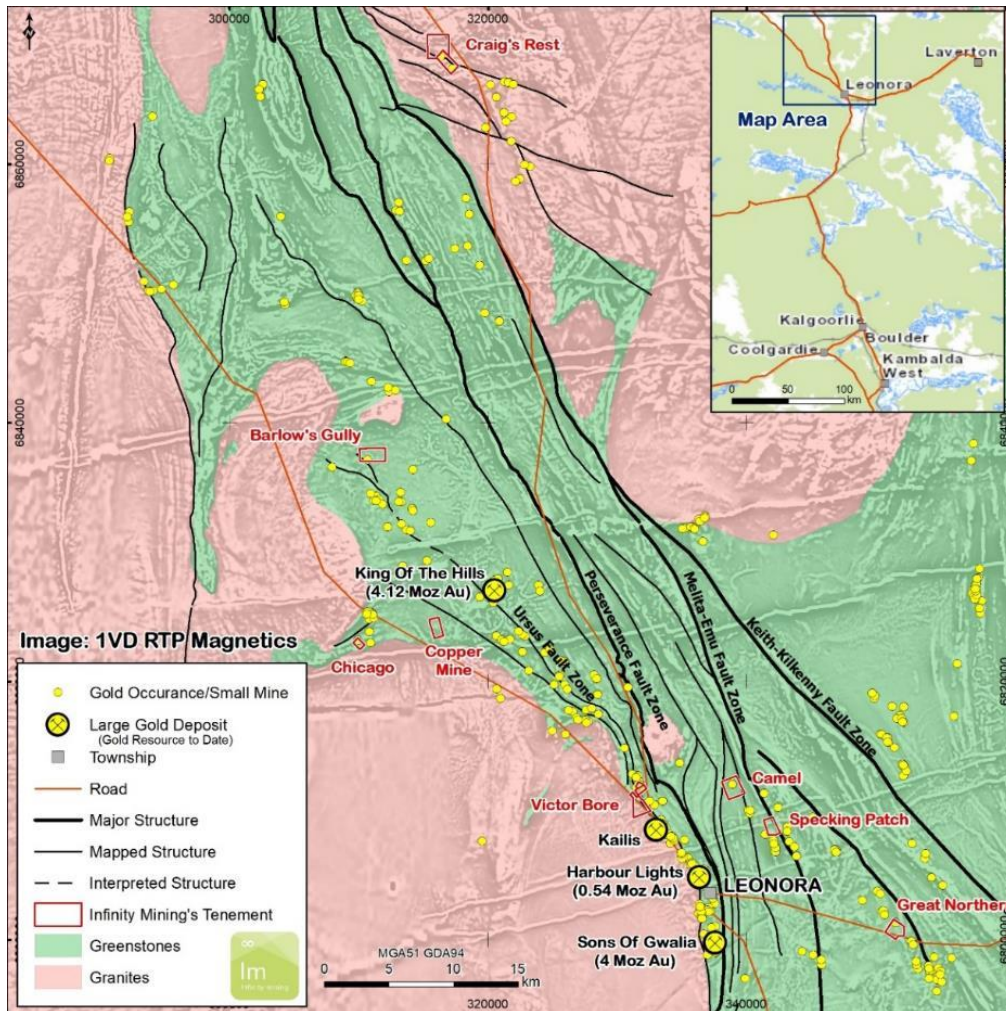 N
300000
320000
Craig's Rest
Laverton
Leonora
Map Area
Kalgoorlie
Boulder
Coolgardie
Kambalda
West
0 50 100
km
6860000
6860000
6840000
6840000
Barlow's Gully
King Of The Hills
(4.12 Moz Au)
Perseverance Fault Zone
Melita-Emu Fault Zone
Keith-Kilkenny Fault Zone
Ursus Fault Zone
Image: 1VD RTP Magnetics
Chicago
Copper
Mine
Gold Occurance/Small Mine
Large Gold Deposit
(Gold Resource to Date)
Township
Road
Major Structure
Mapped Structure
Interpreted Structure
Infinity Mining's Tenement
Greenstones
Granites
Im
Victor Bore
Camel
Specking Patch
Kailis
Harbour Lights
(0.54 Moz Au)
LEONORA
Great Norther
Sons Of Gwalia
(4 Moz Au)
MGA51 GDA94
0 5 10 15
km
320000
340000